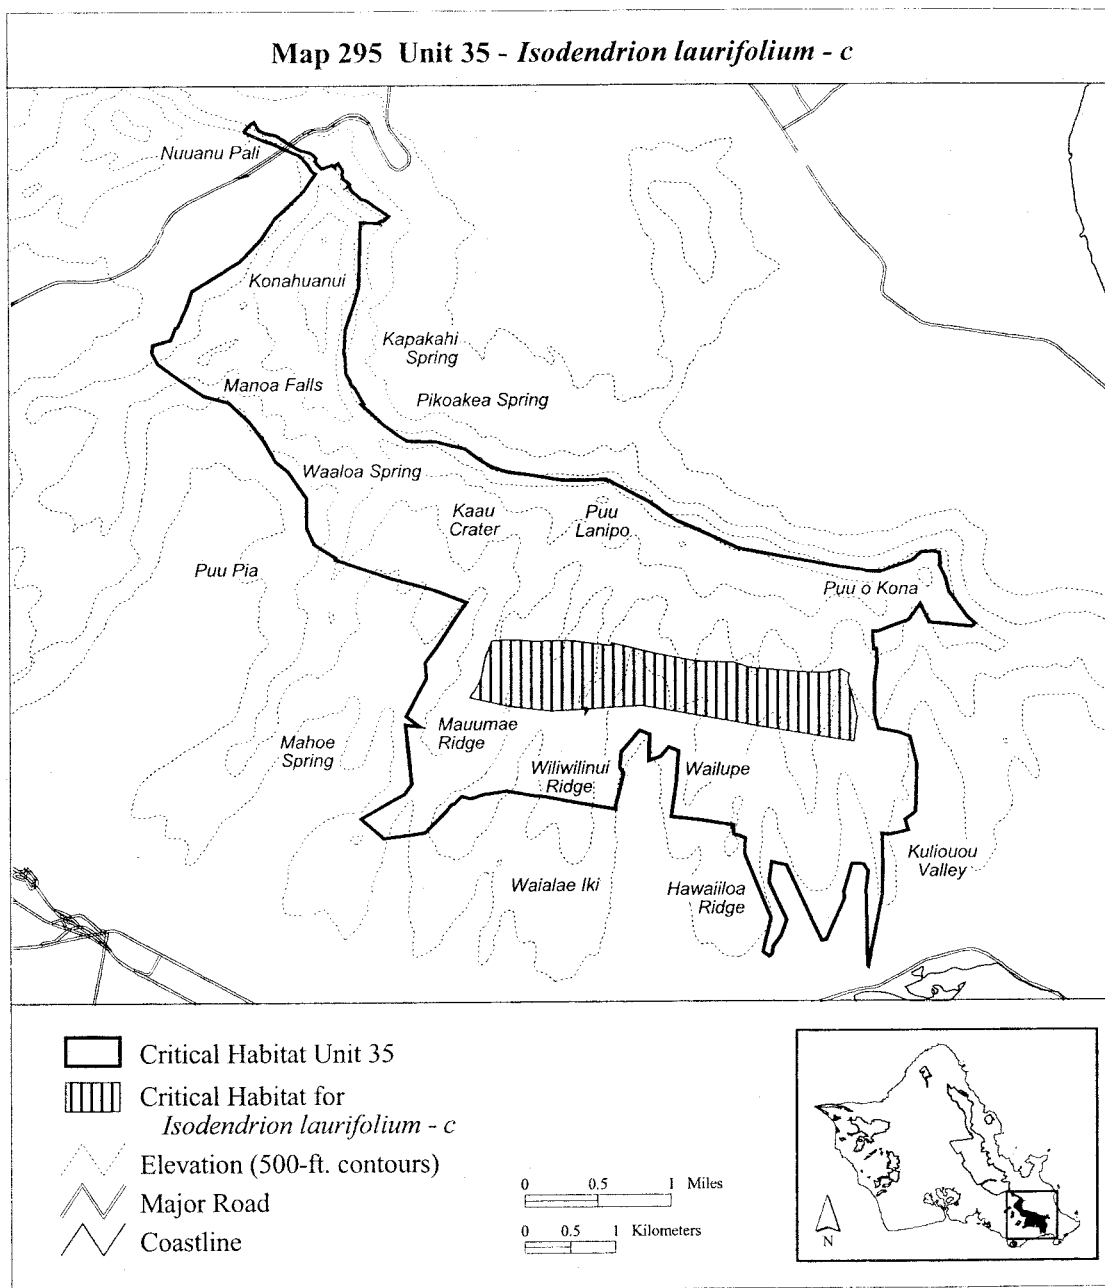 Map 295  Unit 35 - Isodendrion laurifolium - c
Nuuanu Pali
Konahuanui
Kapakahi
Spring
Manoa Falls
Pikoakea Spring
Waaloa Spring
Kaau
Crater
Puu
Lanipo
Puu Pia
Puu o Kona
Mauumae
Ridge
Mahoe
Spring
Wiliwilinui
Ridge
Wailupe
Kuliouou
Valley
Waialae Iki
Hawaiiloa
Ridge
Critical Habitat Unit 35
Critical Habitat for
Isodendrion laurifolium - c
Elevation (500-ft. contours)
Major Road
Coastline
0 0.5 1 Miles
0 0.5 1 Kilometers
N